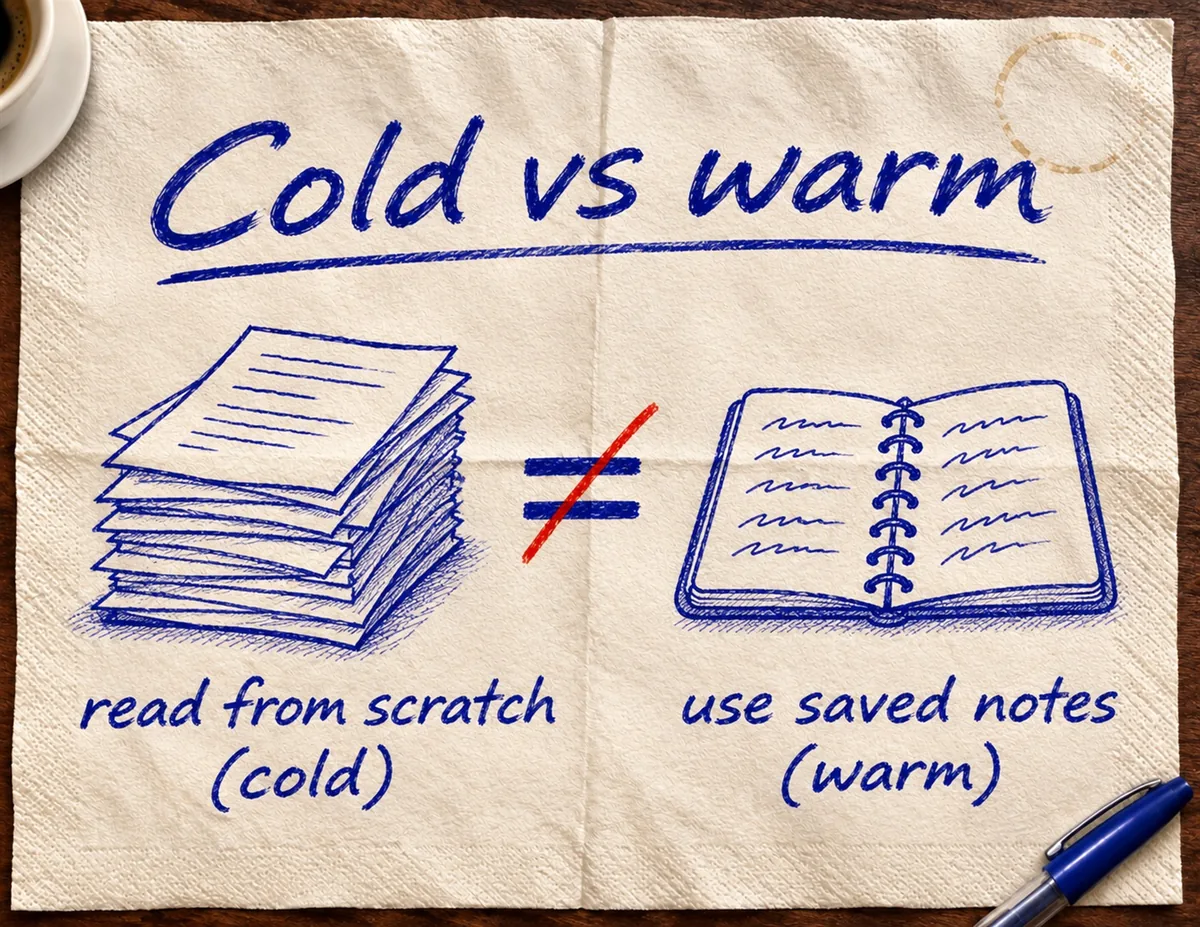 Cold vs warm
≠
read from scratch
(cold)
use saved notes
(warm)